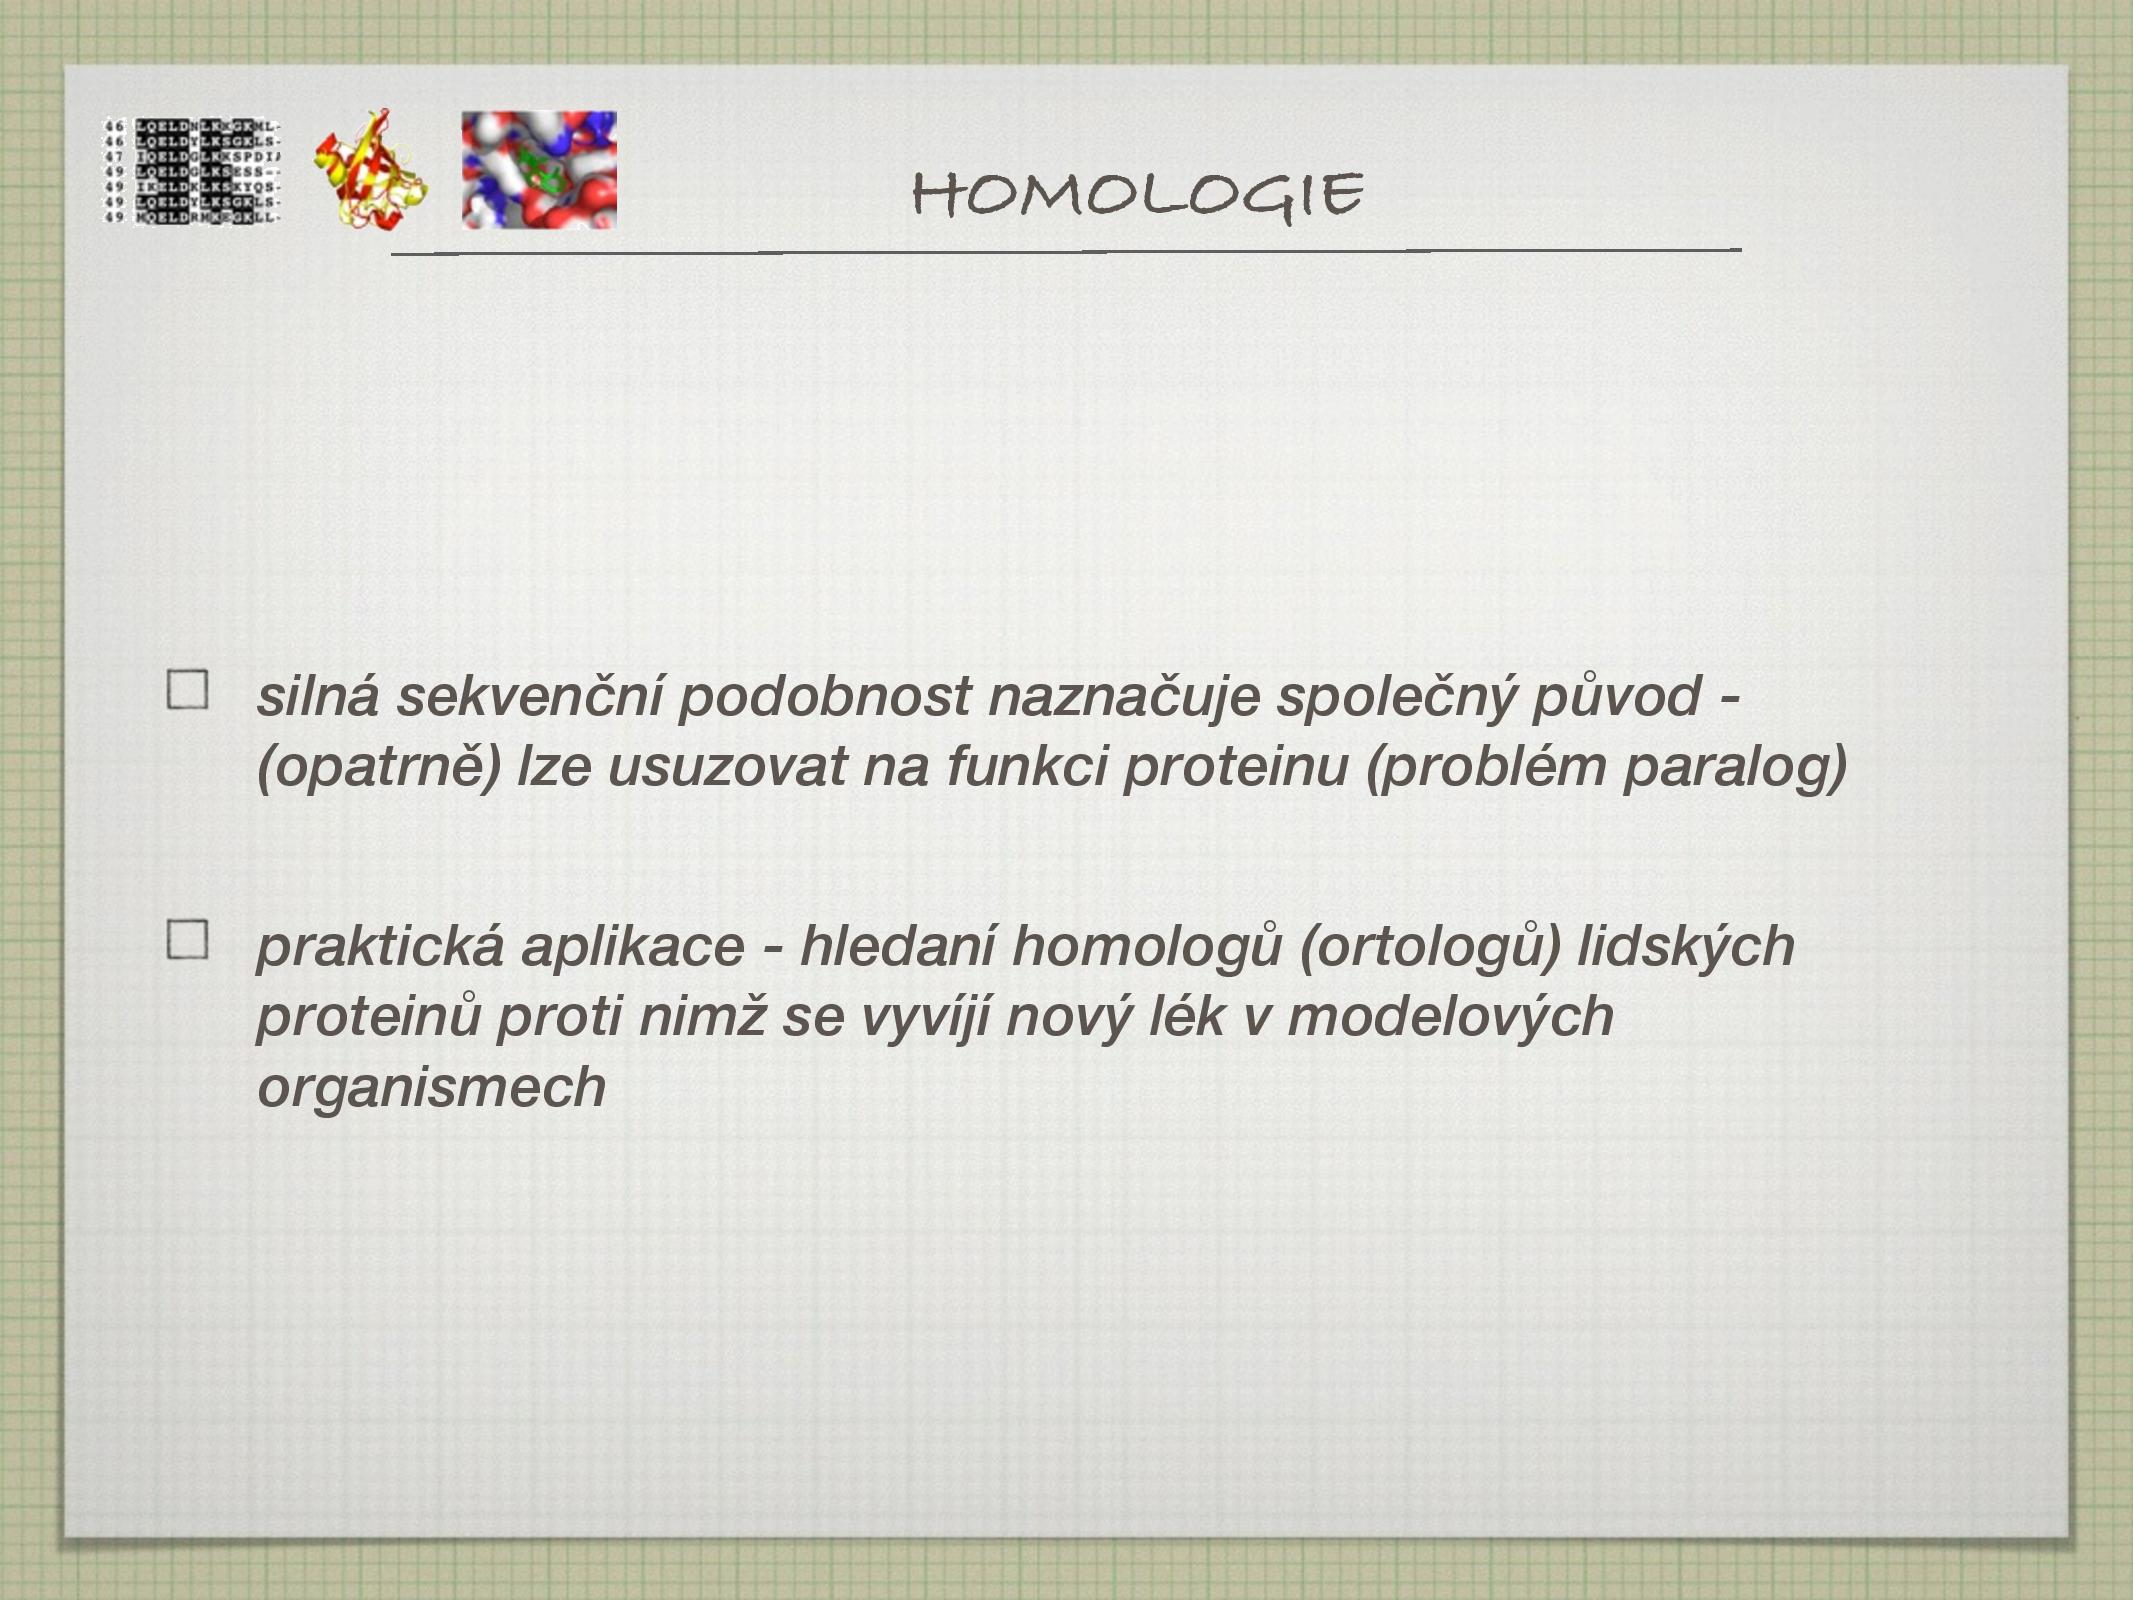 46 LQELDNLKKGKML-
46 LQELDYLKSGKLS-
47 IQELDGLKKSPDI
49 LQELDGLKSESS--
49 IKELDKLKSKYQS-
49 LQELDYLKSGKLS-
49 MQELDRMKEGKLL-
HOMOLOGIE
silná sekvenční podobnost naznačuje společný původ -
(opatrně) lze usuzovat na funkci proteinu (problém paralog)
praktická aplikace - hledaní homologů (ortologů) lidských
proteinů proti nimž se vyvíjí nový lék v modelových
organismech